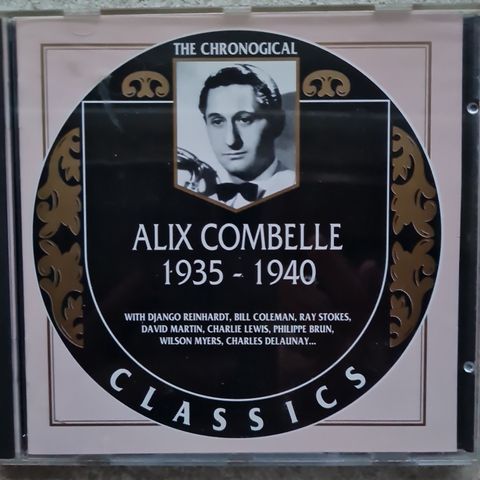 THE CHRONOGICAL
ALIX COMBELLE
1935 - 1940
WITH DJANGO REINHARDT, BILL COLEMAN, RAY STOKES,
DAVID MARTIN, CHARLIE LEWIS, PHILIPPE BRUN,
WILSON MYERS, CHARLES DELAUNAY...
CLASSICS